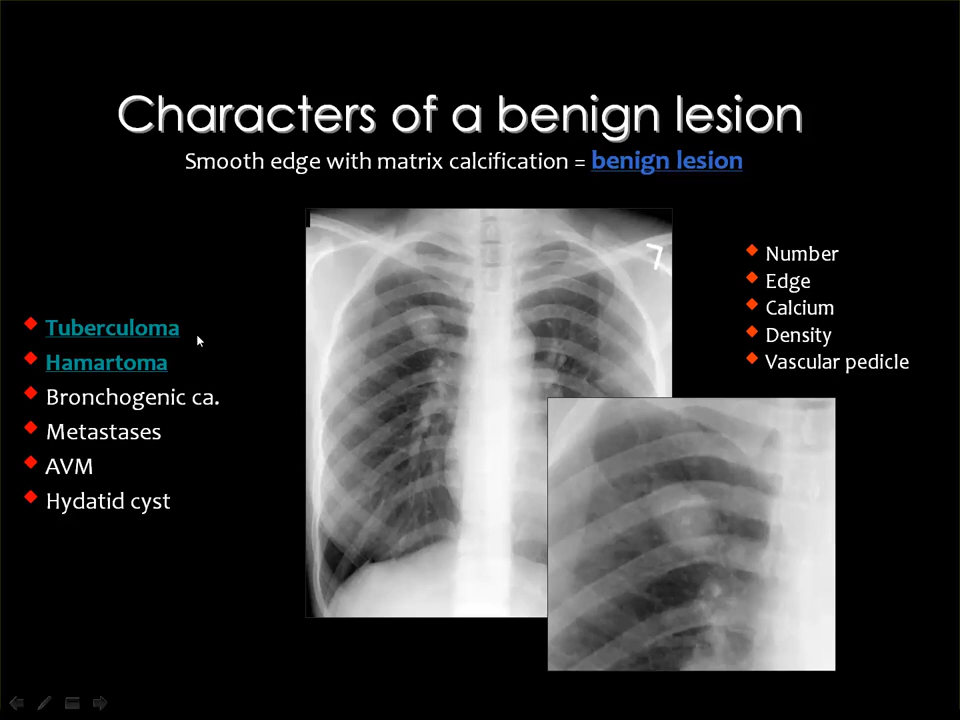 Characters of a benign lesion
Smooth edge with matrix calcification = benign lesion
Tuberculoma
Hamartoma
Bronchogenic ca.
Metastases
AVM
Hydatid cyst
Number
Edge
Calcium
Density
Vascular pedicle